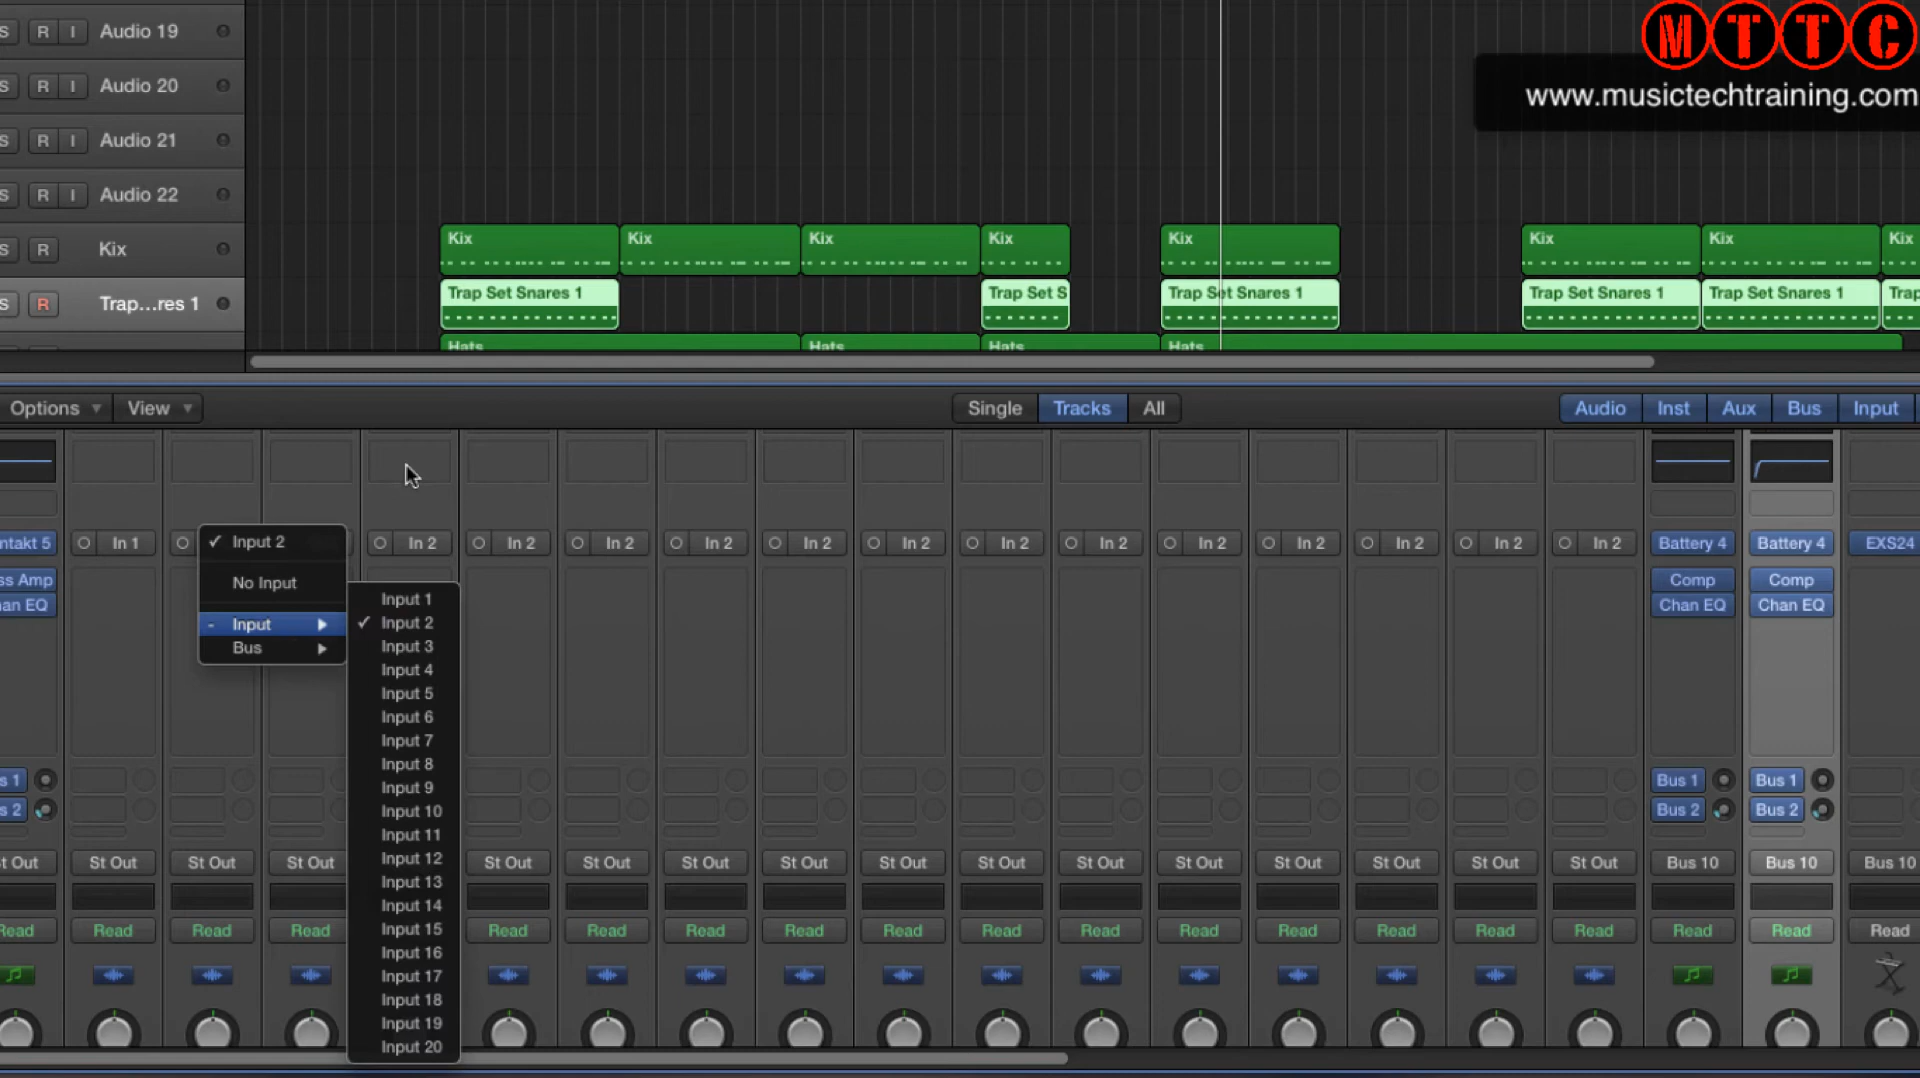 S R I Audio 19
S R I Audio 20
S R I Audio 21
S R I Audio 22
S R Kix
S R Trap...res 1
MTTC
www.musictechtraining.com
Kix Kix Kix Kix Kix Kix Kix Kix
Trap Set Snares 1 Trap Set S Trap Set Snares 1 Trap Set Snares 1 Trap Set Snares 1 Trap
Hats Hats Hats Hats
Options View Single Tracks All Audio Inst Aux Bus Input
ntakt 5 In 1 In 2 In 2 In 2 In 2 In 2 In 2 In 2 In 2 In 2 In 2 In 2 In 2 Battery 4 Battery 4 EXS24
ss Amp Comp Comp
han EQ Chan EQ Chan EQ
✓ Input 2
No Input
- Input
Bus
Input 1
✓ Input 2
Input 3
Input 4
Input 5
Input 6
Input 7
Input 8
Input 9
Input 10
Input 11
Input 12
Input 13
Input 14
Input 15
Input 16
Input 17
Input 18
Input 19
Input 20
s 1 Bus 1 Bus 1
s 2 Bus 2 Bus 2
t Out St Out St Out St Out St Out St Out St Out St Out St Out St Out St Out St Out St Out St Out St Out St Out Bus 10 Bus 10 Bus 10
Read Read Read Read Read Read Read Read Read Read Read Read Read Read Read Read Read Read Read